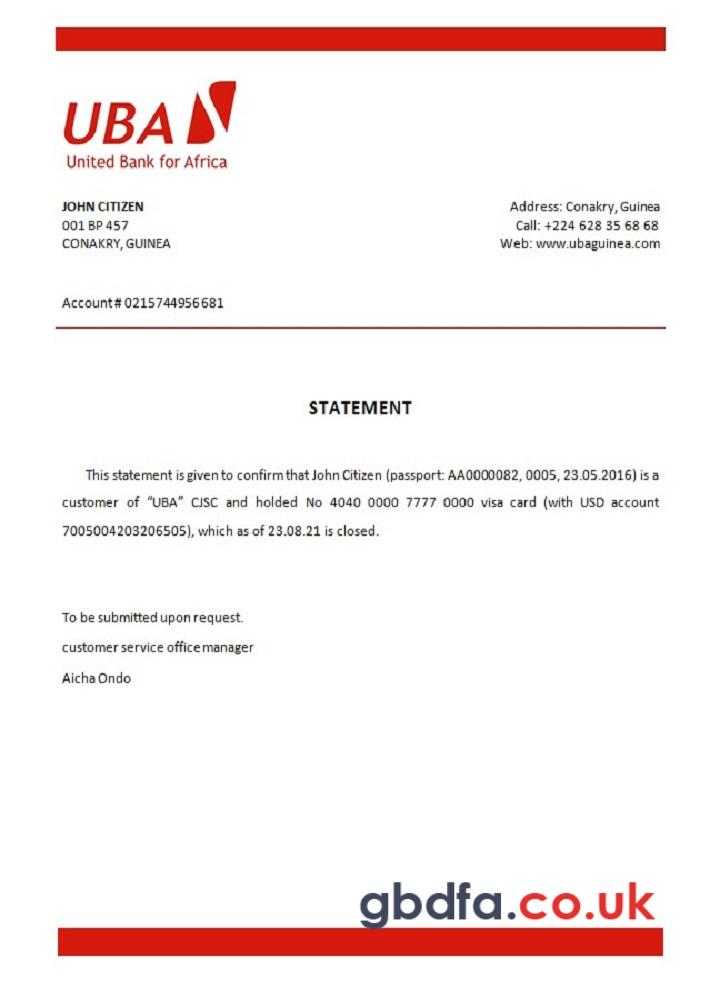 UBA
United Bank for Africa
JOHN CITIZEN
001 BP 457
CONAKRY, GUINEA
Address: Conakry, Guinea
Call: +224 628 35 68 68
Web: www.ubaguinea.com
Account# 0215744956681
STATEMENT
This statement is given to confirm that John Citizen (passport: AA0000082, 0005, 23.05.2016) is a
customer of “UBA” CJSC and holded No 4040 0000 7777 0000 visa card (with USD account
7005004203206505), which as of 23.08.21 is closed.
To be submitted upon request.
customer service office manager
Aicha Ondo
gbdfa.co.uk